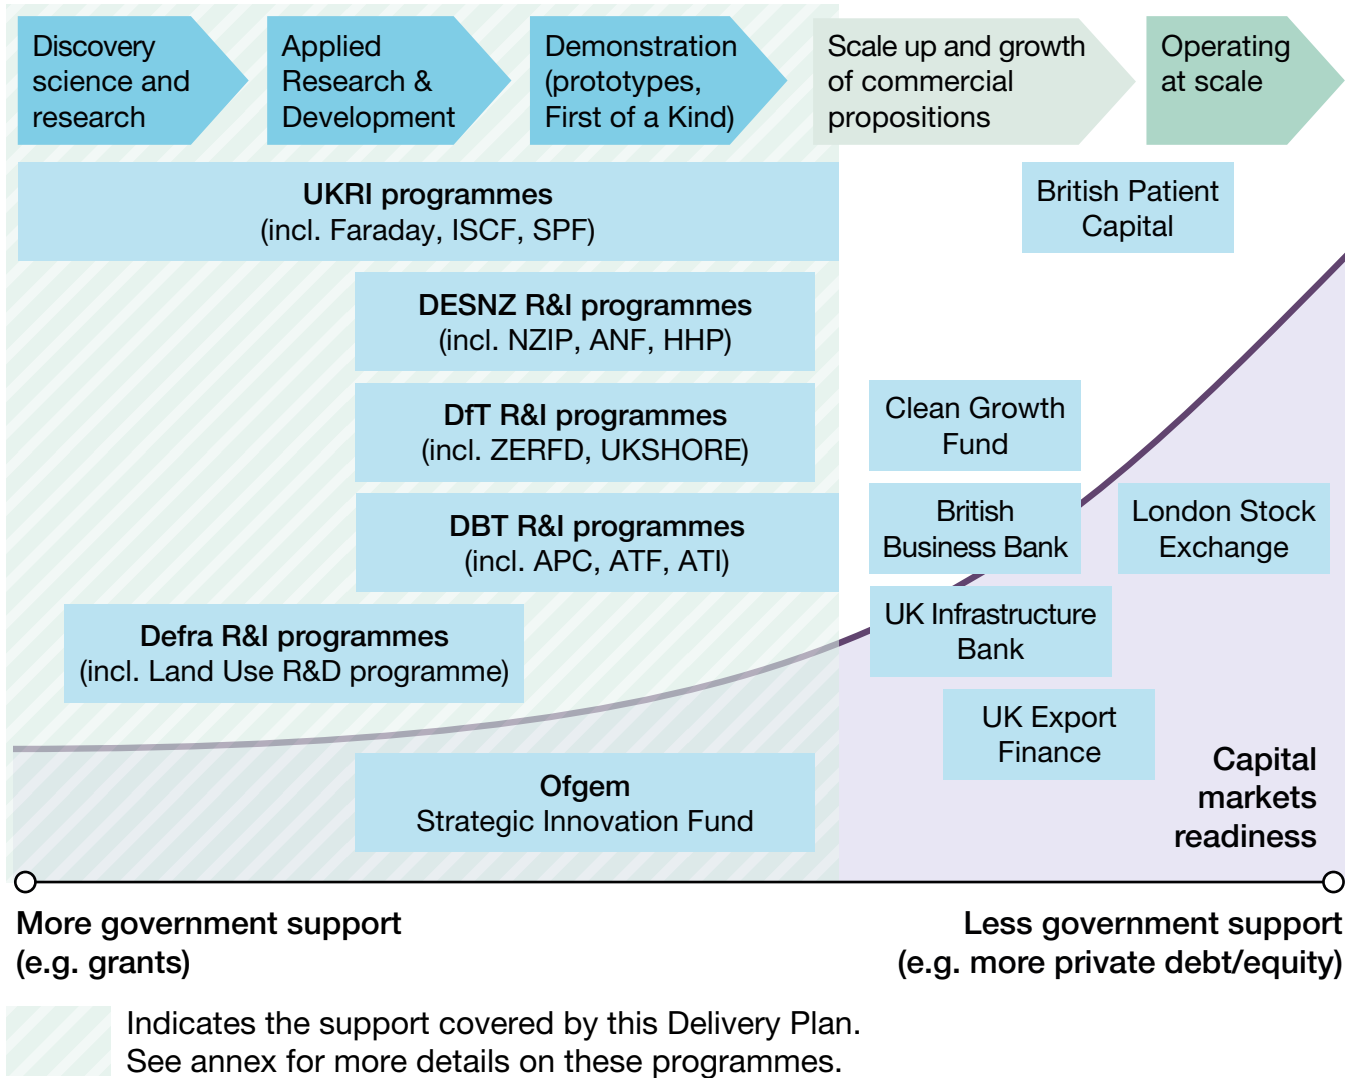 Discovery
science and
research
Applied
Research &
Development
Demonstration
(prototypes,
First of a Kind)
Scale up and growth
of commercial
propositions
Operating
at scale
UKRI programmes
(incl. Faraday, ISCF, SPF)
British Patient
Capital
DESNZ R&I programmes
(incl. NZIP, ANF, HHP)
DfT R&I programmes
(incl. ZERFD, UKSHORE)
Clean Growth
Fund
DBT R&I programmes
(incl. APC, ATF, ATI)
British
Business Bank
London Stock
Exchange
Defra R&I programmes
(incl. Land Use R&D programme)
UK Infrastructure
Bank
UK Export
Finance
Ofgem
Strategic Innovation Fund
Capital
markets
readiness
More government support
(e.g. grants)
Less government support
(e.g. more private debt/equity)
Indicates the support covered by this Delivery Plan.
See annex for more details on these programmes.